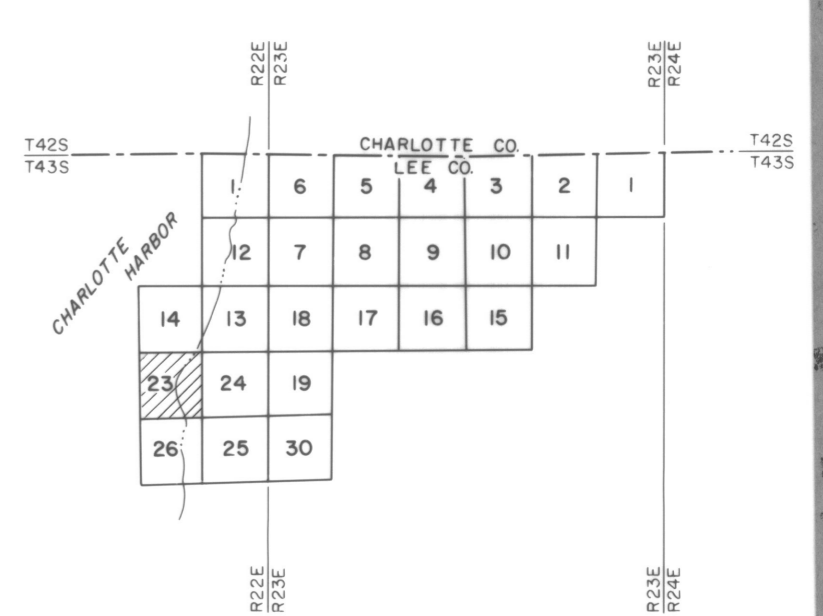 R22E
R23E
R23E
R24E
T42S
T43S
CHARLOTTE CO.
LEE CO.
T42S
T43S
1 6 5 4 3 2 1
12 7 8 9 10 11
CHARLOTTE
HARBOR
14 13 18 17 16 15
23 24 19
26 25 30
R22E
R23E
R23E
R24E